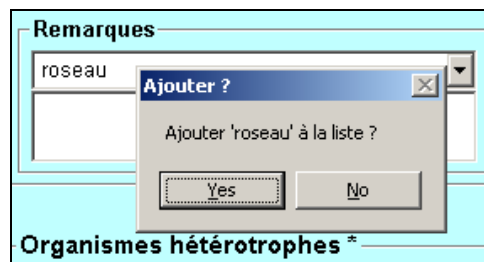 Remarques
roseau
Ajouter ?
Ajouter 'roseau' à la liste ?
Yes No
Organismes hétérotrophes *